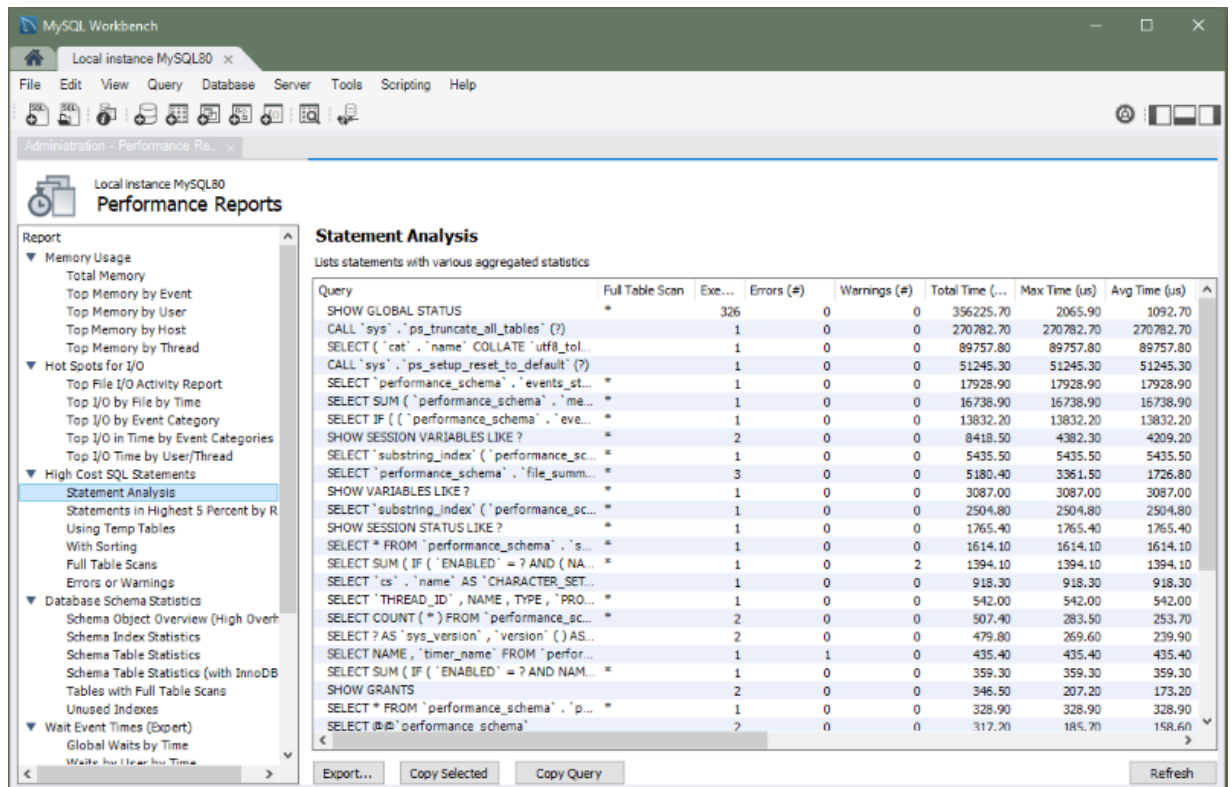 MySQL Workbench
Local instance MySQL80 ×
File Edit View Query Database Server Tools Scripting Help
Administration - Performance Re... ×
Local instance MySQL80
Performance Reports
Report
Memory Usage
Total Memory
Top Memory by Event
Top Memory by User
Top Memory by Host
Top Memory by Thread
Hot Spots for I/O
Top File I/O Activity Report
Top I/O by File by Time
Top I/O by Event Category
Top I/O in Time by Event Categories
Top I/O Time by User/Thread
High Cost SQL Statements
Statement Analysis
Statements in Highest 5 Percent by R
Using Temp Tables
With Sorting
Full Table Scans
Errors or Warnings
Database Schema Statistics
Schema Object Overview (High Overh
Schema Index Statistics
Schema Table Statistics
Schema Table Statistics (with InnoDB
Tables with Full Table Scans
Unused Indexes
Wait Event Times (Expert)
Global Waits by Time
Waits by User by Time
Statement Analysis
Lists statements with various aggregated statistics
Query Full Table Scan Exe... Errors (#) Warnings (#) Total Time (... Max Time (us) Avg Time (us)
SHOW GLOBAL STATUS * 326 0 0 356225.70 2065.90 1092.70
CALL `sys` . `ps_truncate_all_tables` (?) 1 0 0 270782.70 270782.70 270782.70
SELECT ( `cat` . `name` COLLATE `utf8_tol... 1 0 0 89757.80 89757.80 89757.80
CALL `sys` . `ps_setup_reset_to_default` (?) 1 0 0 51245.30 51245.30 51245.30
SELECT `performance_schema` . `events_st... * 1 0 0 17928.90 17928.90 17928.90
SELECT SUM ( `performance_schema` . `me... * 1 0 0 16738.90 16738.90 16738.90
SELECT IF ( ( `performance_schema` . `eve... * 1 0 0 13832.20 13832.20 13832.20
SHOW SESSION VARIABLES LIKE ? * 2 0 0 8418.50 4382.30 4209.20
SELECT `substring_index` ( `performance_sc... * 1 0 0 5435.50 5435.50 5435.50
SELECT `performance_schema` . `file_summ... * 3 0 0 5180.40 3361.50 1726.80
SHOW VARIABLES LIKE ? * 1 0 0 3087.00 3087.00 3087.00
SELECT `substring_index` ( `performance_sc... * 1 0 0 2504.80 2504.80 2504.80
SHOW SESSION STATUS LIKE ? * 1 0 0 1765.40 1765.40 1765.40
SELECT * FROM `performance_schema` . `s... * 1 0 0 1614.10 1614.10 1614.10
SELECT SUM ( IF ( `ENABLED` = ? AND ( NA... * 1 0 2 1394.10 1394.10 1394.10
SELECT `cs` . `name` AS `CHARACTER_SET... 1 0 0 918.30 918.30 918.30
SELECT `THREAD_ID` , NAME , TYPE , `PRO... * 1 0 0 542.00 542.00 542.00
SELECT COUNT ( * ) FROM `performance_sc... * 2 0 0 507.40 283.50 253.70
SELECT ? AS `sys_version` , `version` ( ) AS... 2 0 0 479.80 269.60 239.90
SELECT NAME , `timer_name` FROM `perfor... 1 1 0 435.40 435.40 435.40
SELECT SUM ( IF ( `ENABLED` = ? AND NAM... * 1 0 0 359.30 359.30 359.30
SHOW GRANTS 2 0 0 346.50 207.20 173.20
SELECT * FROM `performance_schema` . `p... * 1 0 0 328.90 328.90 328.90
SELECT @@`performance_schema` 2 0 0 317.20 185.70 158.60
Export... Copy Selected Copy Query Refresh